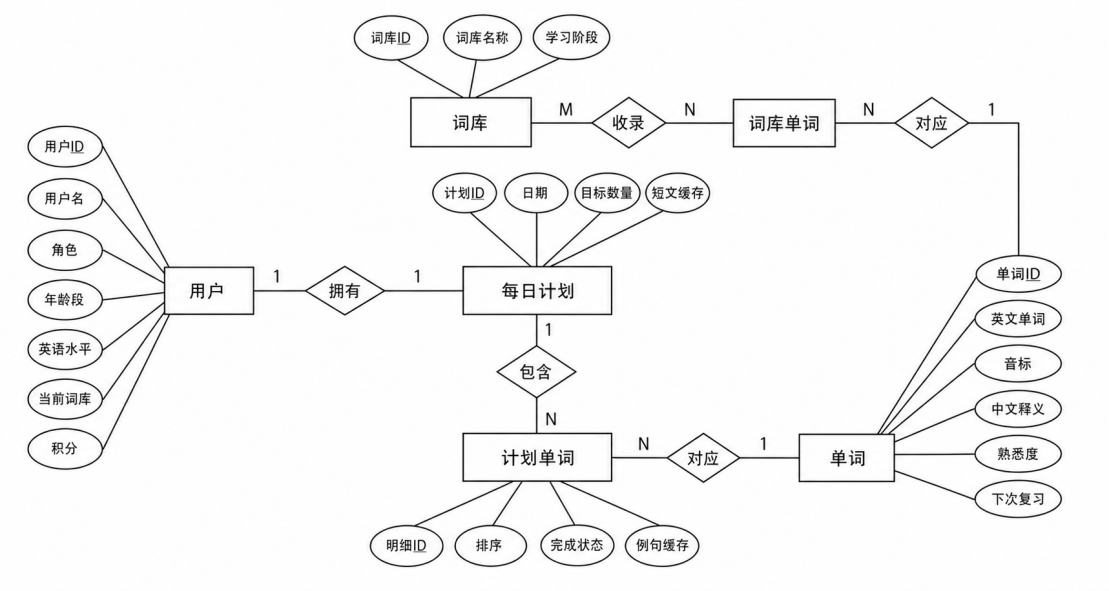 词库ID
词库名称
学习阶段
词库
M
收录
N
词库单词
N
对应
1
用户ID
用户名
角色
年龄段
英语水平
当前词库
积分
用户
1
拥有
1
计划ID
日期
目标数量
短文缓存
每日计划
1
包含
N
计划单词
N
对应
1
单词
单词ID
英文单词
音标
中文释义
熟悉度
下次复习
明细ID
排序
完成状态
例句缓存